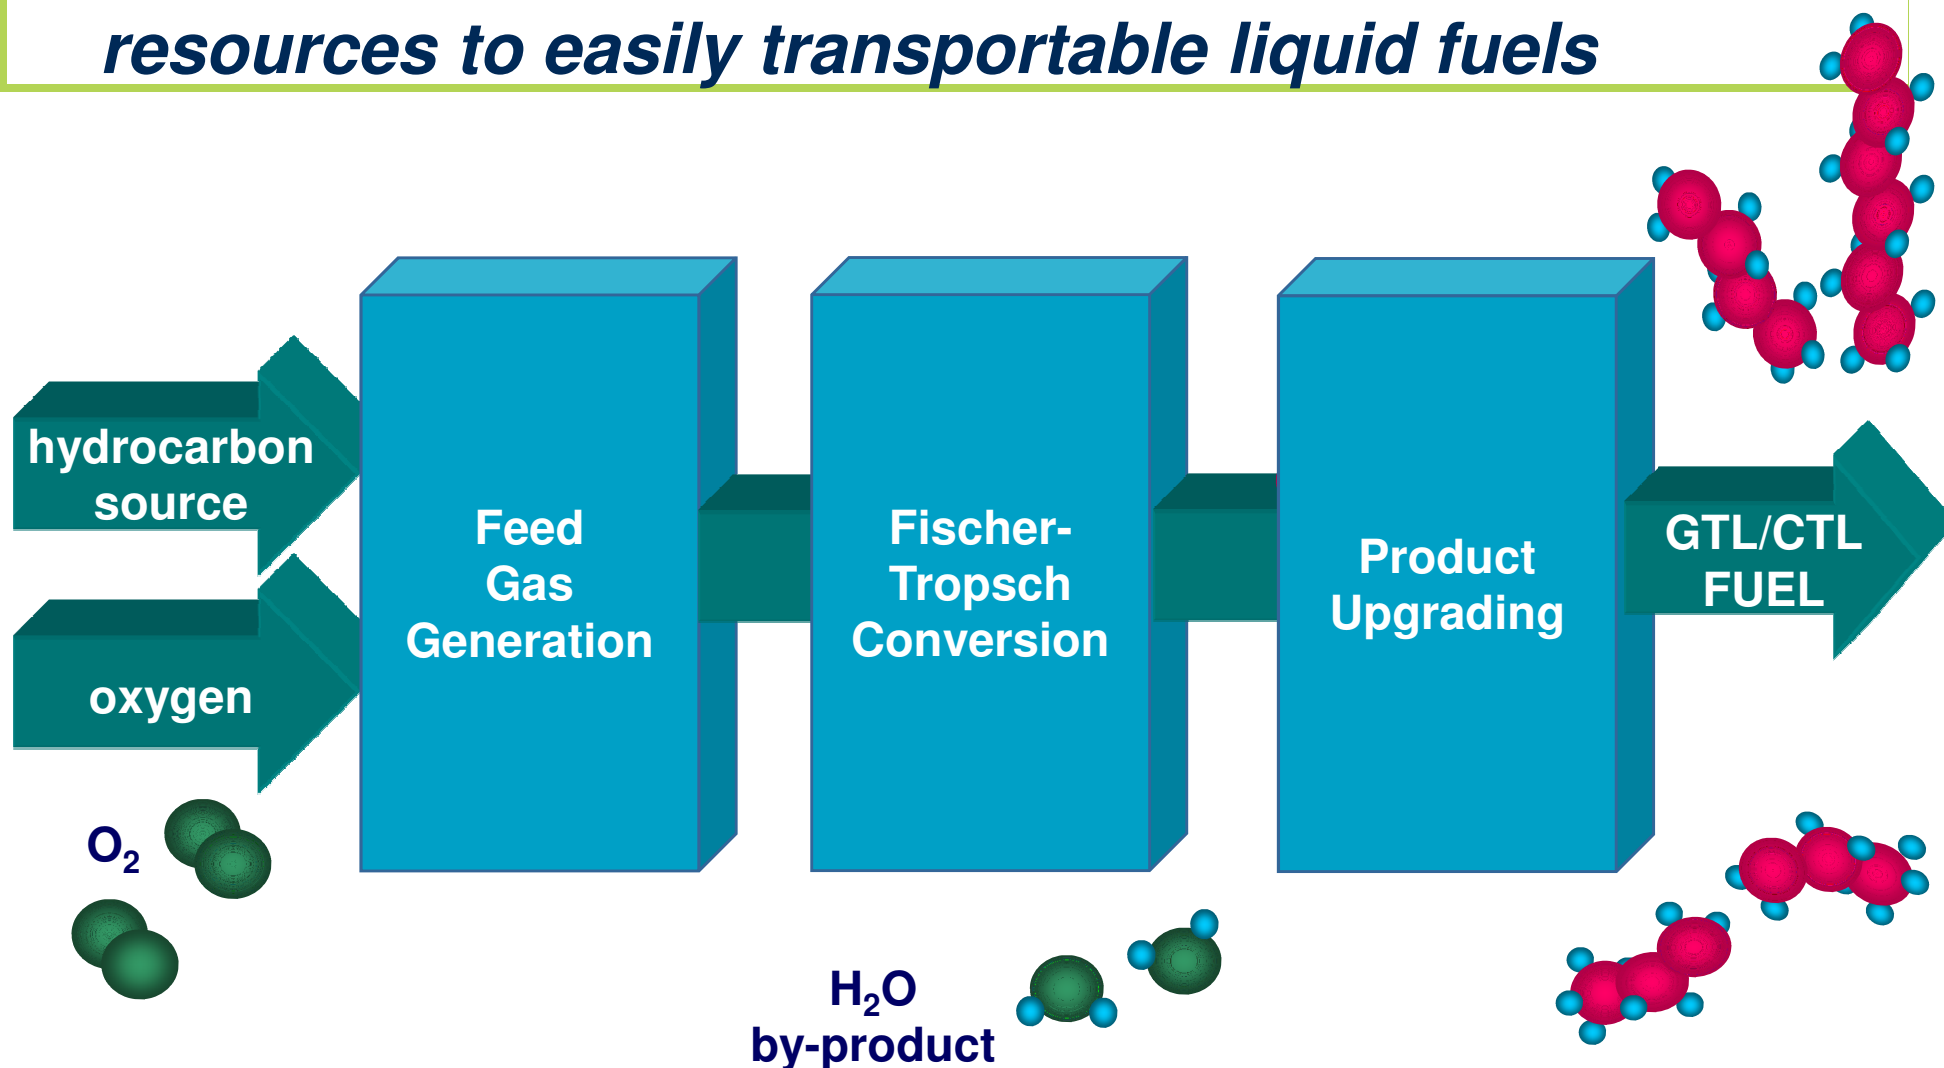 resources to easily transportable liquid fuels
hydrocarbon
source
oxygen
Feed
Gas
Generation
Fischer-
Tropsch
Conversion
Product
Upgrading
GTL/CTL
FUEL
O₂
H₂O
by-product